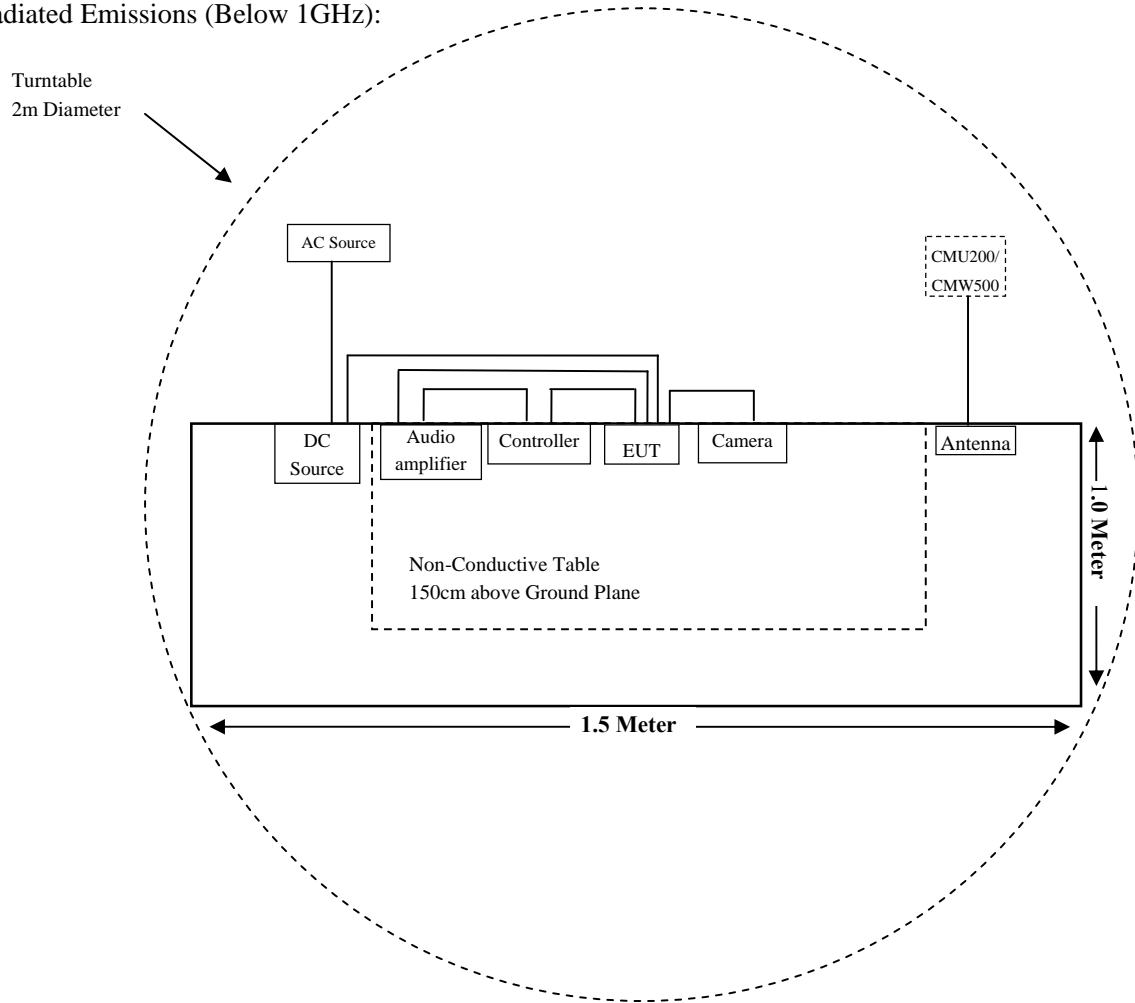 adiated Emissions (Below 1GHz):
Turntable
2m Diameter
AC Source
CMU200/
CMW500
DC
Source
Audio
amplifier
Controller
EUT
Camera
Antenna
1.0 Meter
Non-Conductive Table
150cm above Ground Plane
1.5 Meter